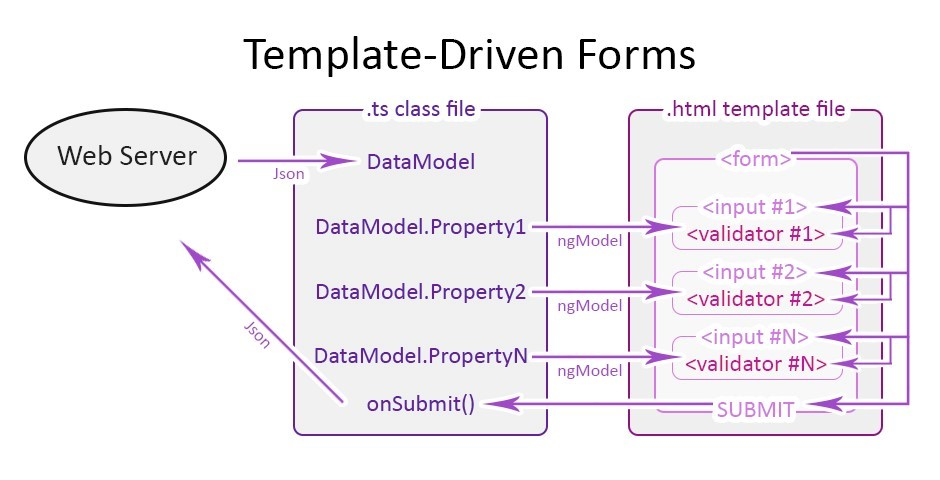 Template-Driven Forms
.ts class file
.html template file
Web Server
Json
DataModel
<form>
DataModel.Property1
ngModel
<input #1>
<validator #1>
DataModel.Property2
ngModel
<input #2>
<validator #2>
DataModel.PropertyN
ngModel
<input #N>
<validator #N>
Json
onSubmit()
SUBMIT